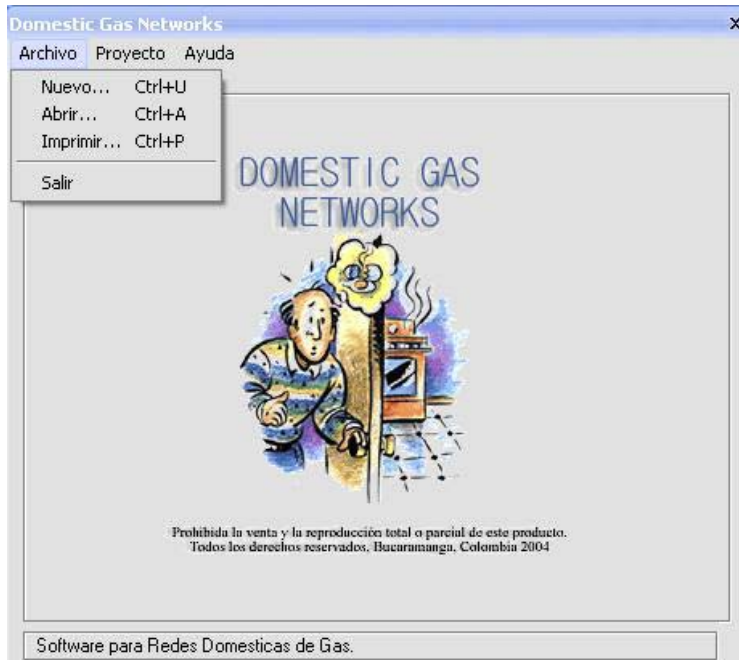 Domestic Gas Networks
Archivo Proyecto Ayuda
Nuevo... Ctrl+U
Abrir... Ctrl+A
Imprimir... Ctrl+P
Salir
DOMESTIC GAS
NETWORKS
Prohibida la venta y la reproducción total o parcial de este producto.
Todos los derechos reservados, Bucaramanga, Colombia 2004
Software para Redes Domesticas de Gas.